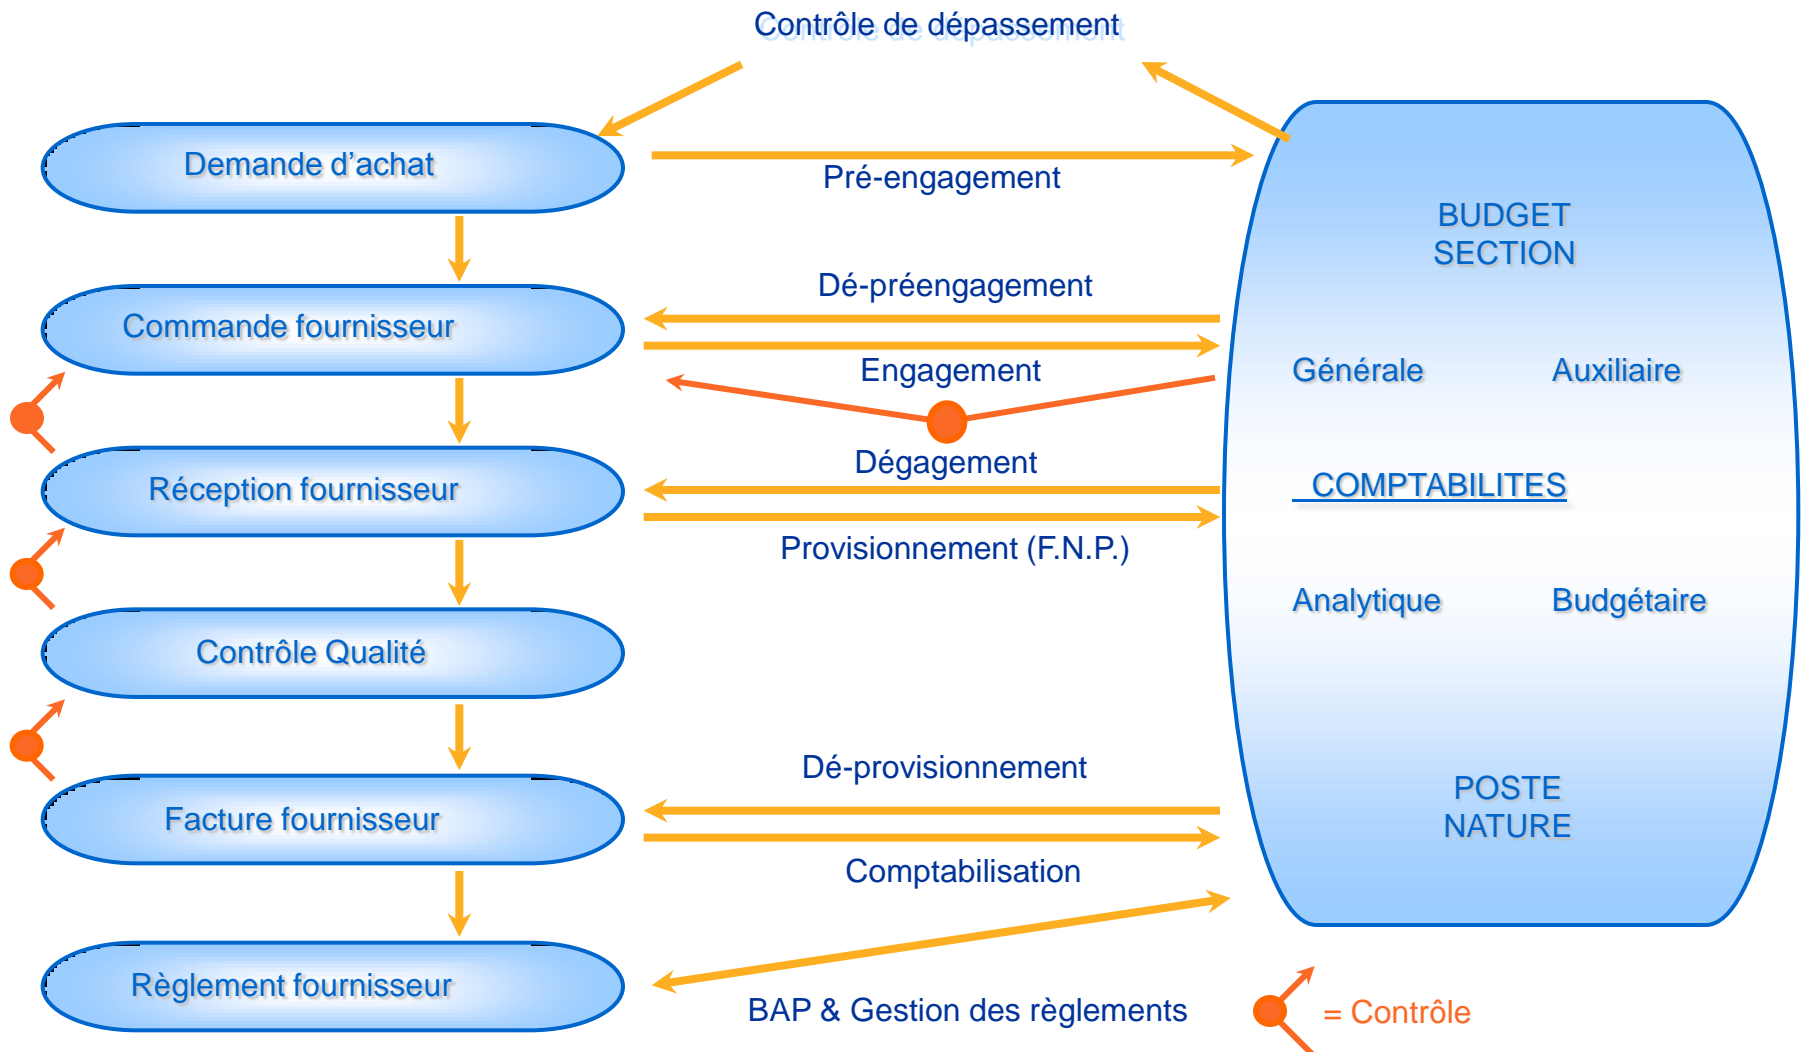 Contrôle de dépassement
Demande d’achat
Pré-engagement
BUDGET
SECTION
Dé-préengagement
Commande fournisseur
Engagement
Générale Auxiliaire
Dégagement
Réception fournisseur
COMPTABILITES
Provisionnement (F.N.P.)
Analytique Budgétaire
Contrôle Qualité
Dé-provisionnement
POSTE
NATURE
Facture fournisseur
Comptabilisation
Règlement fournisseur
BAP & Gestion des règlements
= Contrôle